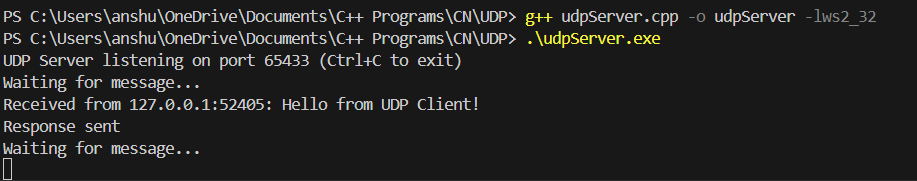 PS C:\Users\anshu\OneDrive\Documents\C++ Programs\CN\UDP> g++ udpServer.cpp -o udpServer -lws2_32
PS C:\Users\anshu\OneDrive\Documents\C++ Programs\CN\UDP> .\udpServer.exe
UDP Server listening on port 65433 (Ctrl+C to exit)
Waiting for message...
Received from 127.0.0.1:52405: Hello from UDP Client!
Response sent
Waiting for message...